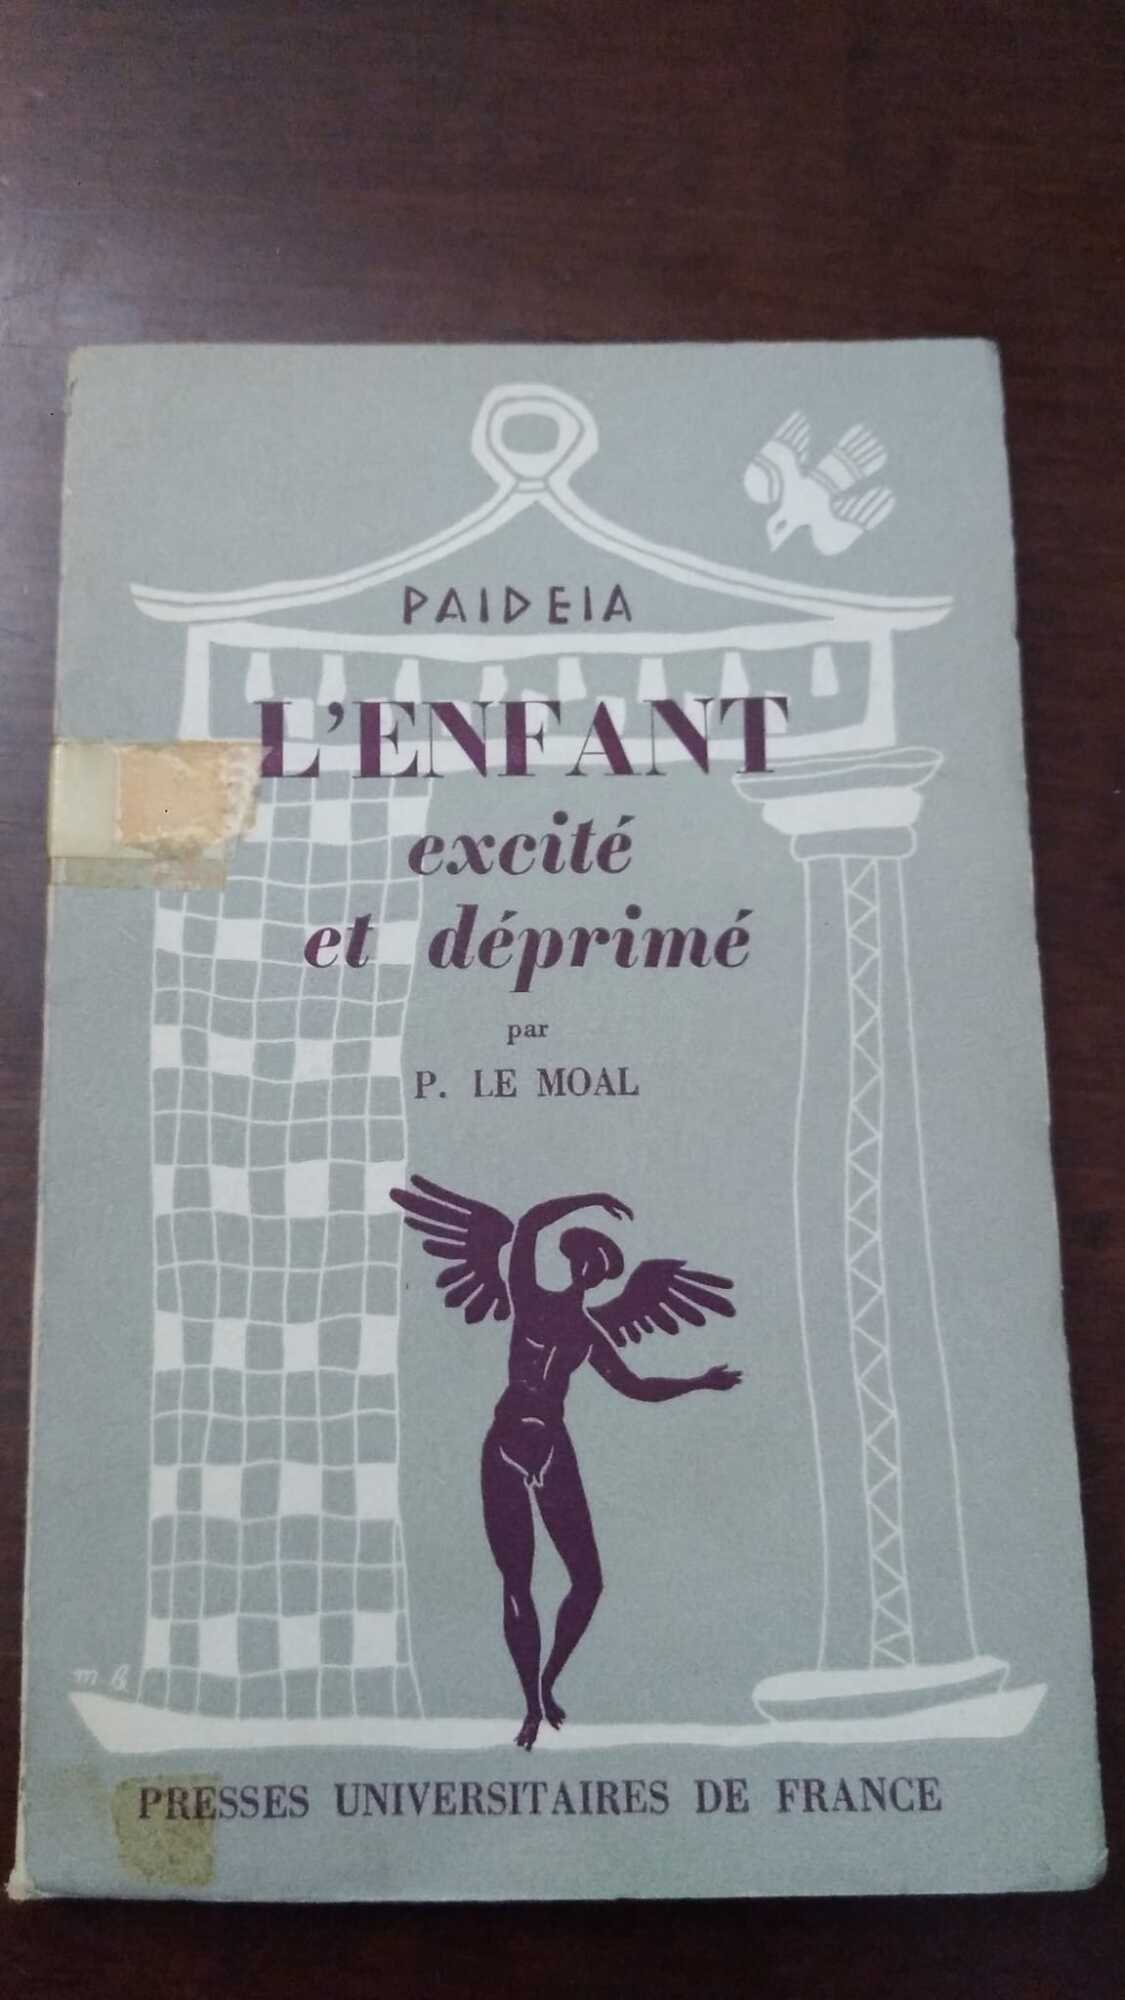 PAIDEIA
L'ENFANT
excité
et déprimé
par
P. LE MOAL
m B.
PRESSES UNIVERSITAIRES DE FRANCE